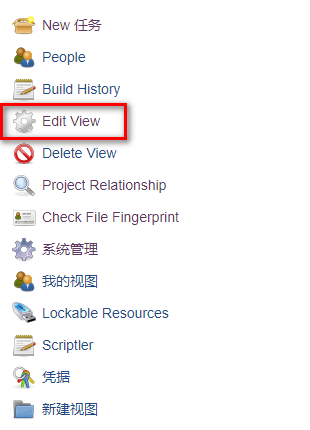 New 任务
People
Build History
Edit View
Delete View
Project Relationship
Check File Fingerprint
系统管理
我的视图
Lockable Resources
Scriptler
凭据
新建视图